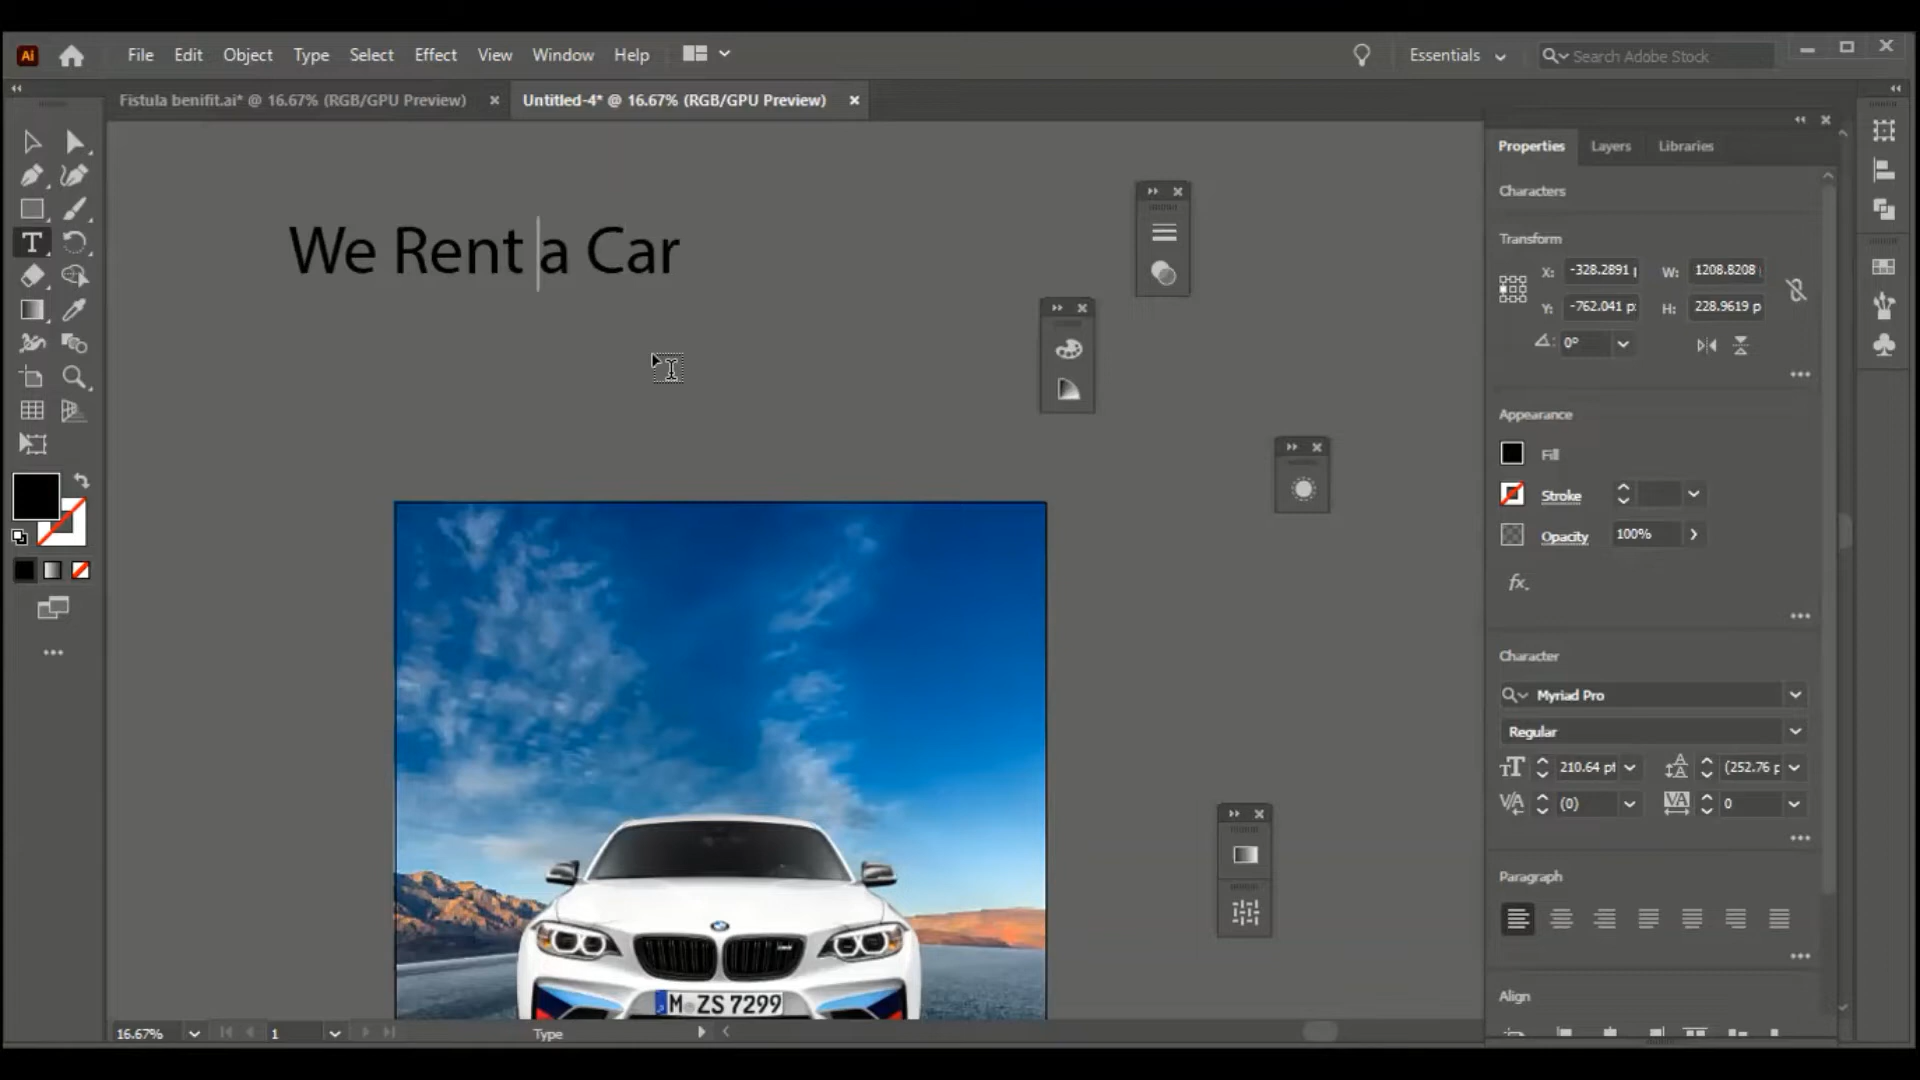 Ai File Edit Object Type Select Effect View Window Help Essentials Search Adobe Stock
Fistula benifit.ai* @ 16.67% (RGB/GPU Preview) Untitled-4* @ 16.67% (RGB/GPU Preview)
We Rent a Car
M ZS 7299
Properties Layers Libraries
Characters
Transform
X: -328.2891 W: 1208.8208
Y: -762.041 p H: 228.9619 p
0°
Appearance
Fill
Stroke
Opacity 100%
fx.
Character
Myriad Pro
Regular
210.64 pt (252.76 p
(0) 0
Paragraph
Align
16.67% 1 Type